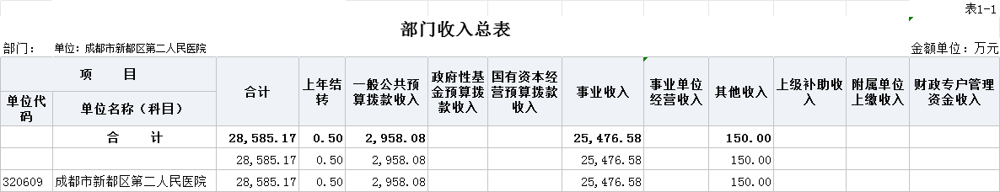 表1-1
部门收入总表
部门： 单位：成都市新都区第二人民医院 金额单位：万元
项 目 合计 上年结转 一般公共预算拨款收入 政府性基金预算拨款收入 国有资本经营预算拨款收入 事业收入 事业单位经营收入 其他收入 上级补助收入 附属单位上缴收入 财政专户管理资金收入
单位代码 单位名称（科目）
合 计 28,585.17 0.50 2,958.08 25,476.58 150.00
28,585.17 0.50 2,958.08 25,476.58 150.00
320609 成都市新都区第二人民医院 28,585.17 0.50 2,958.08 25,476.58 150.00